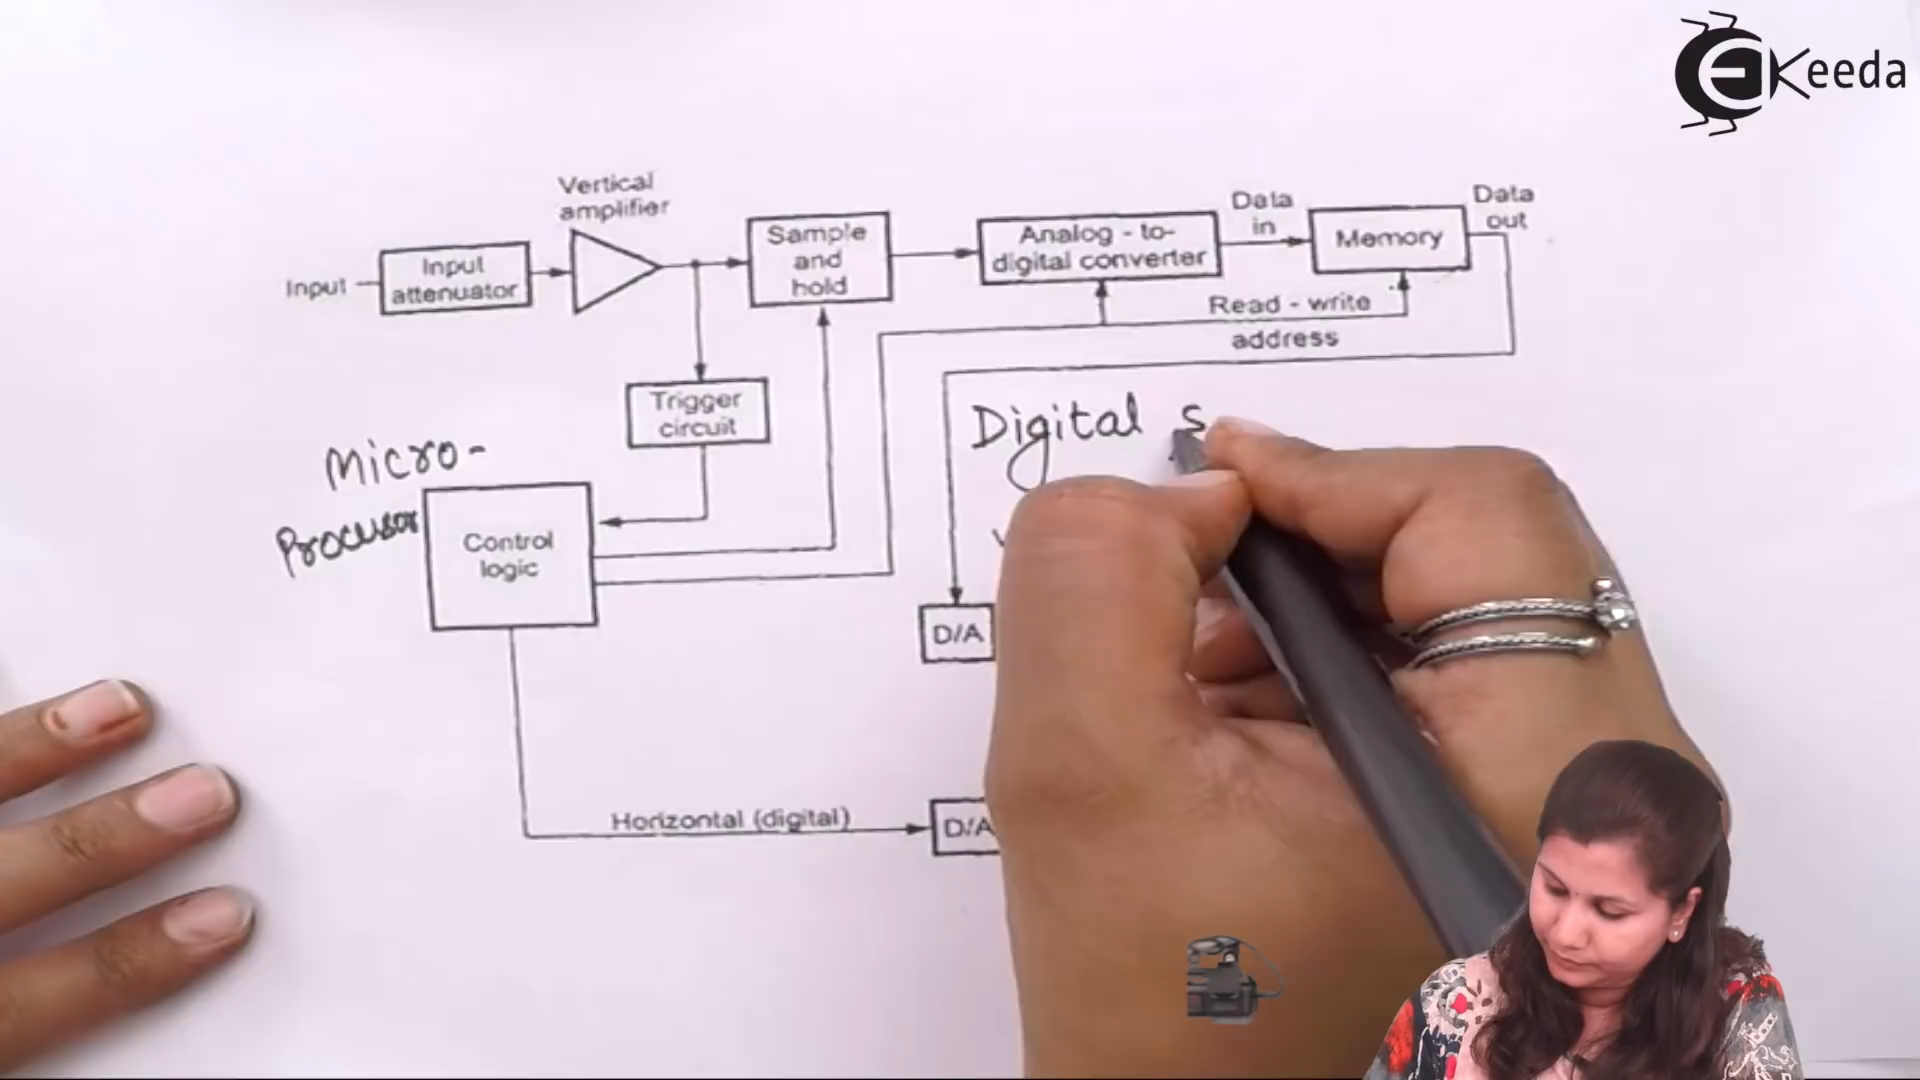 EKeeda
Vertical
amplifier
Data
in
Data
out
Input
Input
attenuator
Sample
and
hold
Analog - to-
digital converter
Memory
Read - write
address
Trigger
circuit
Digital s
Micro-
Processor
Control
logic
D/A
Horizontal (digital)
D/A